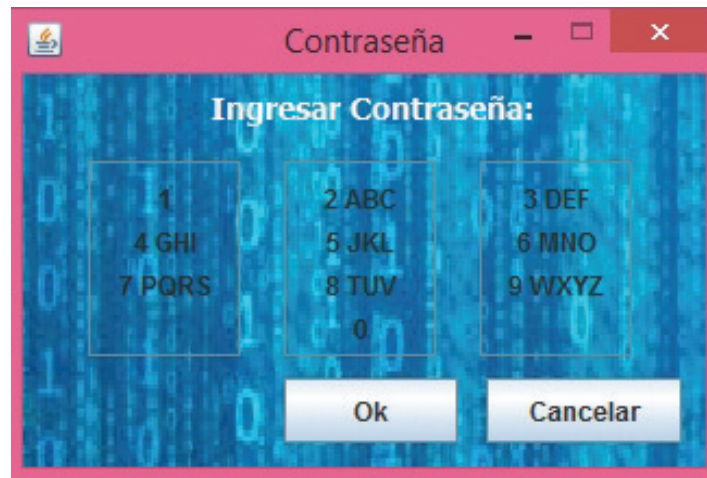 Contraseña
Ingresar Contraseña:
1
4 GHI
7 PQRS
2 ABC
5 JKL
8 TUV
0
3 DEF
6 MNO
9 WXYZ
Ok
Cancelar